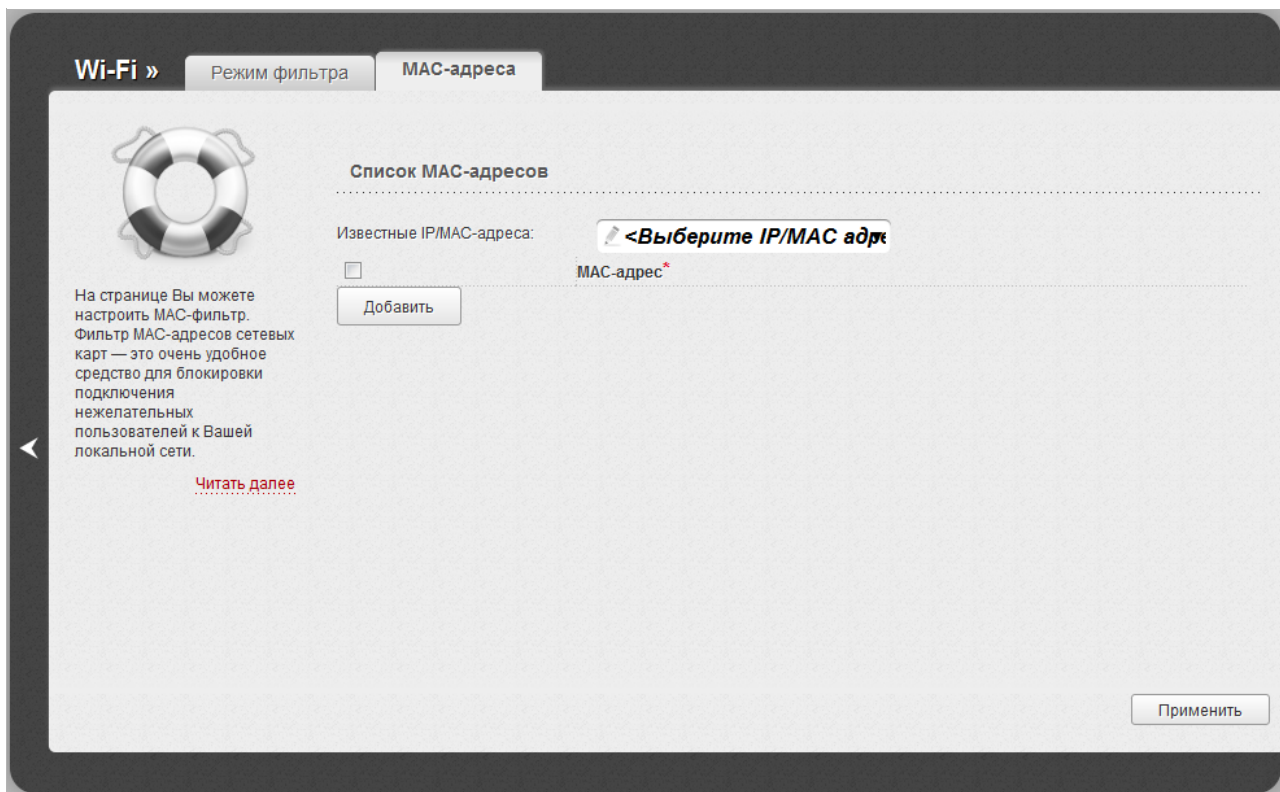 Wi-Fi »
Режим фильтра
MAC-адреса
Список MAC-адресов
Известные IP/MAC-адреса:
<Выберите IP/MAC адре
MAC-адрес*
Добавить
На странице Вы можете
настроить MAC-фильтр.
Фильтр MAC-адресов сетевых
карт — это очень удобное
средство для блокировки
подключения
нежелательных
пользователей к Вашей
локальной сети.
Читать далее
Применить